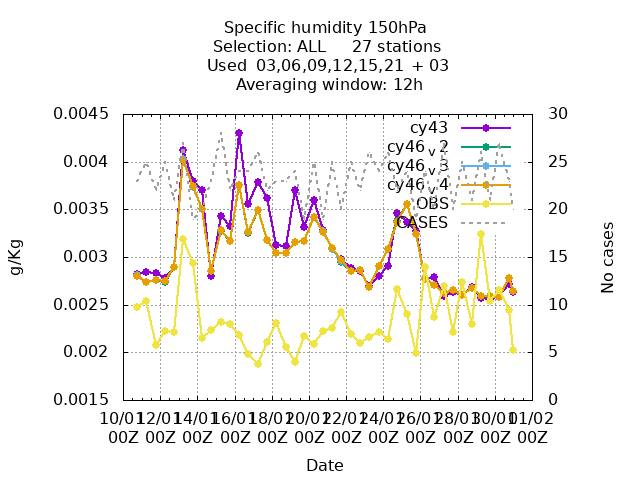 Specific humidity 150hPa
Selection: ALL 27 stations
Used 03,06,09,12,15,21 + 03
Averaging window: 12h
0.0045
0.004
0.0035
0.003
0.0025
0.002
0.0015
g/Kg
30
25
20
15
10
5
0
No cases
cy43
cy46_v_2
cy46_v_3
cy46_v_4
OBS
CASES
10/01 12/01 14/01 16/01 18/01 20/01 22/01 24/01 26/01 28/01 30/01 01/02
00Z 00Z 00Z 00Z 00Z 00Z 00Z 00Z 00Z 00Z 00Z 00Z
Date